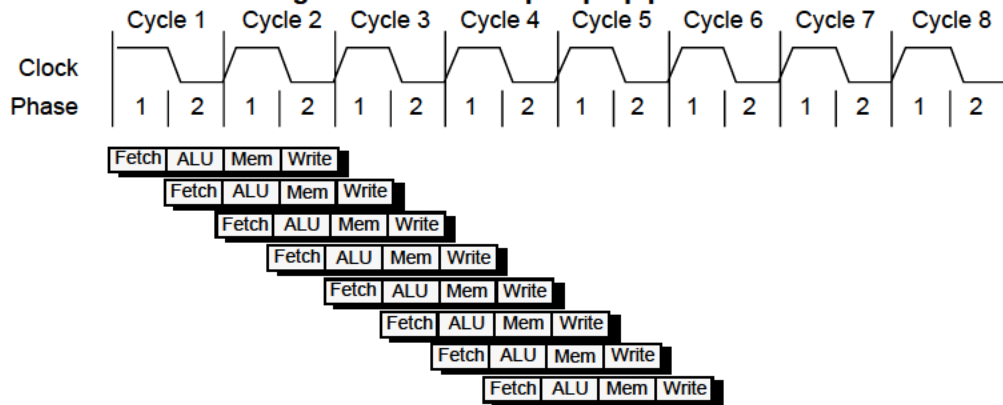 Cycle 1 Cycle 2 Cycle 3 Cycle 4 Cycle 5 Cycle 6 Cycle 7 Cycle 8
Clock
Phase 1 2 1 2 1 2 1 2 1 2 1 2 1 2 1 2
Fetch ALU Mem Write
Fetch ALU Mem Write
Fetch ALU Mem Write
Fetch ALU Mem Write
Fetch ALU Mem Write
Fetch ALU Mem Write
Fetch ALU Mem Write
Fetch ALU Mem Write